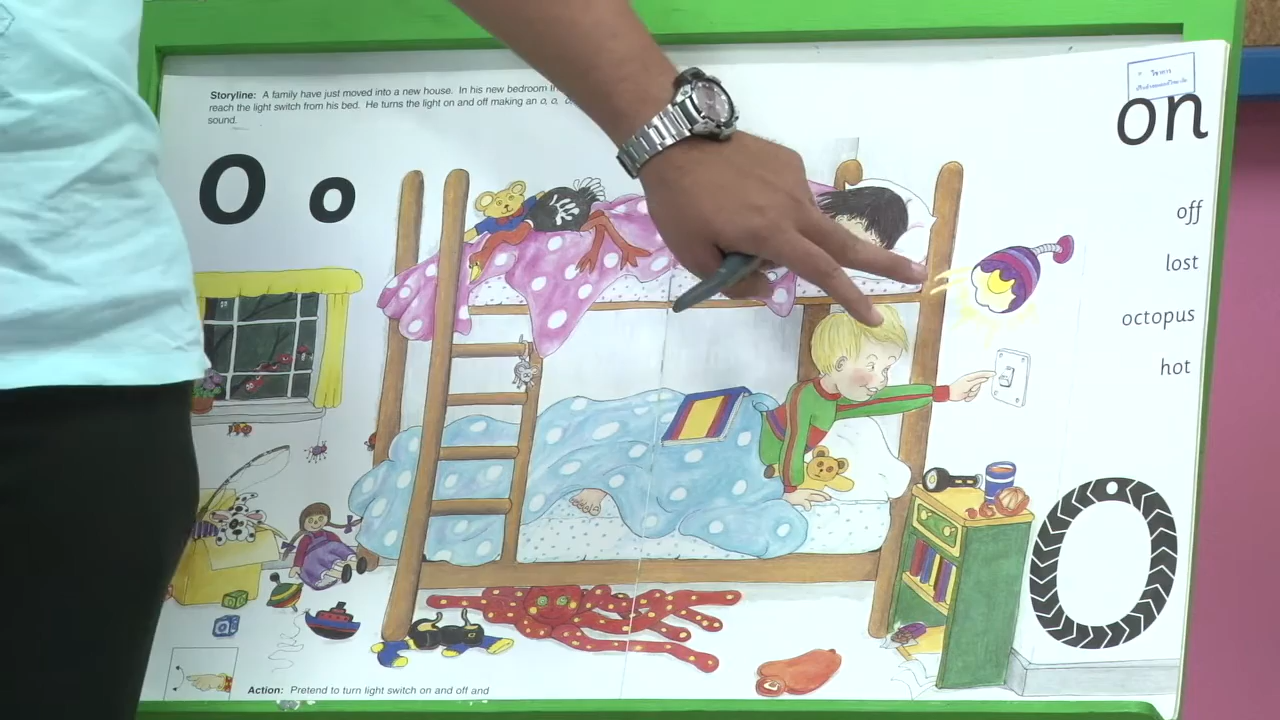 Storyline: A family have just moved into a new house. In his new bedroom
reach the light switch from his bed. He turns the light on and off making an o, o,
sound.
on
O o
off
lost
octopus
hot
Action: Pretend to turn light switch on and off and